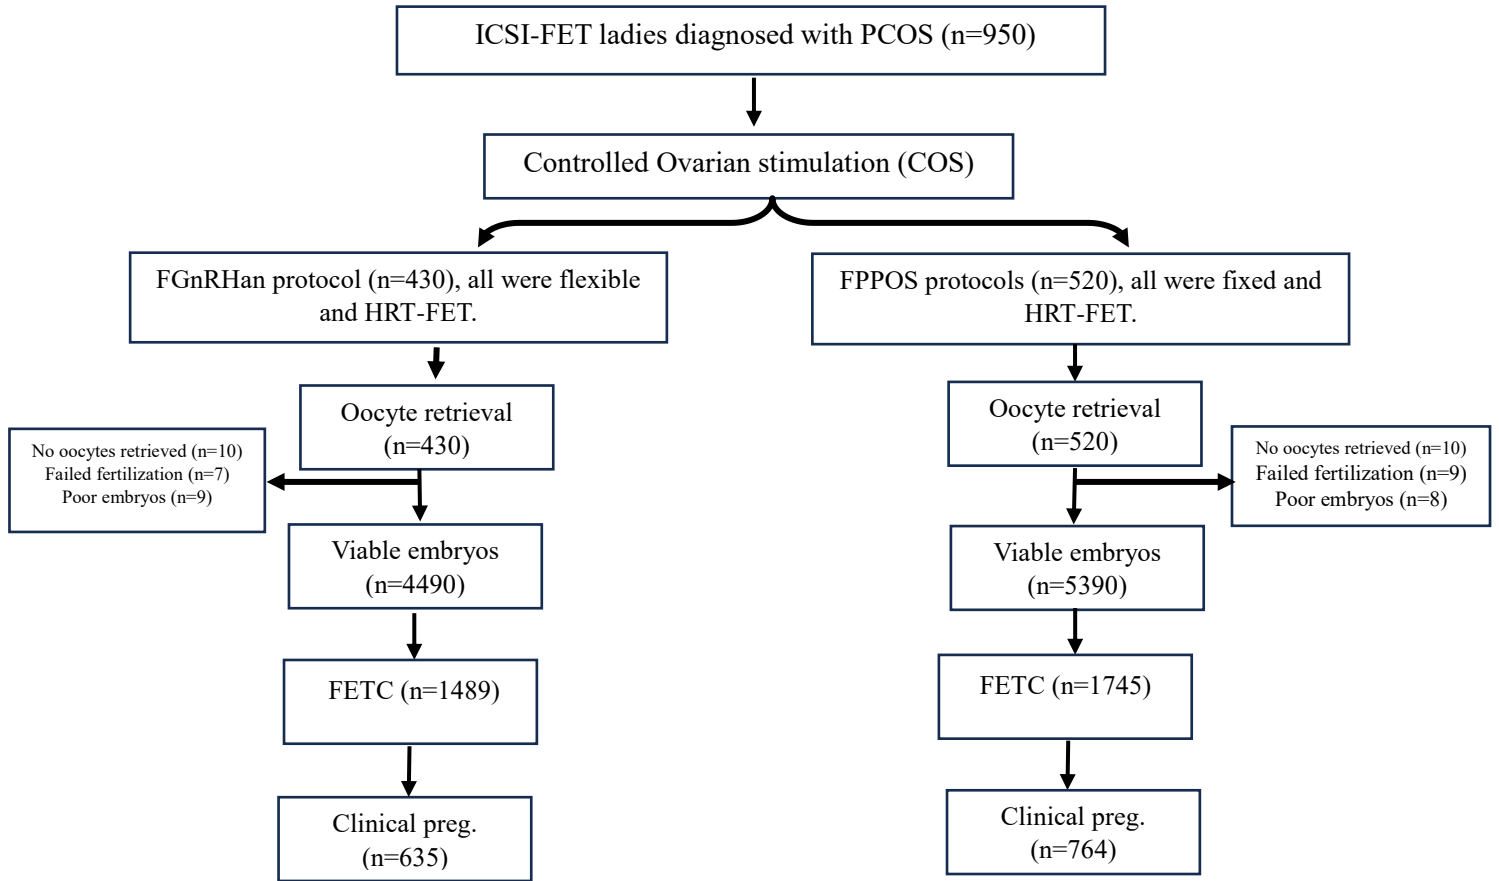 ICSI-FET ladies diagnosed with PCOS (n=950)
Controlled Ovarian stimulation (COS)
FGnRHan protocol (n=430), all were flexible
and HRT-FET.
FPPOS protocols (n=520), all were fixed and
HRT-FET.
Oocyte retrieval
(n=430)
Oocyte retrieval
(n=520)
No oocytes retrieved (n=10)
Failed fertilization (n=7)
Poor embryos (n=9)
No oocytes retrieved (n=10)
Failed fertilization (n=9)
Poor embryos (n=8)
Viable embryos
(n=4490)
Viable embryos
(n=5390)
FETC (n=1489)
FETC (n=1745)
Clinical preg.
(n=635)
Clinical preg.
(n=764)